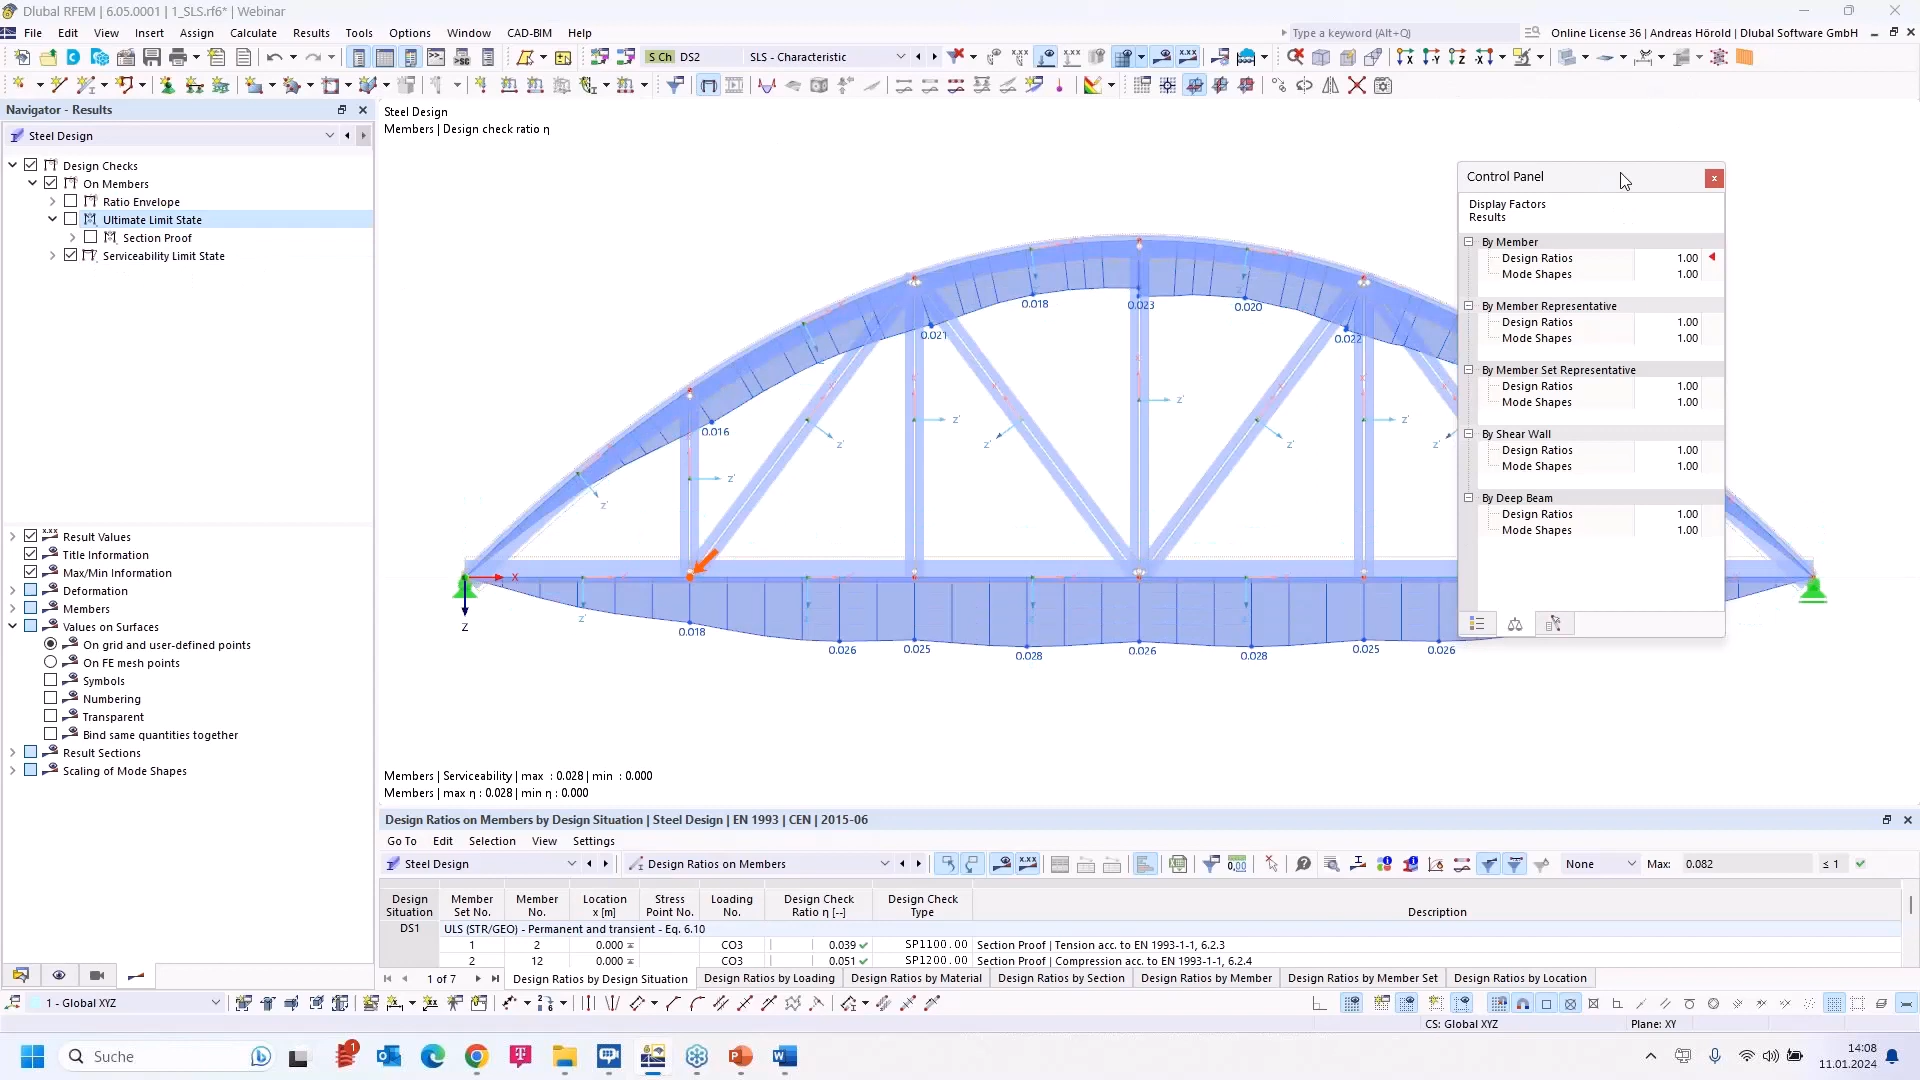 Dlubal RFEM | 6.05.0001 | 1_SLS.rf6* | Webinar
File Edit View Insert Assign Calculate Results Tools Options Window CAD-BIM Help
Type a keyword (Alt+Q)
Online License 36 | Andreas Hörold | Dlubal Software GmbH
S Ch DS2 SLS - Characteristic
Navigator - Results
Steel Design
Design Checks
On Members
Ratio Envelope
Ultimate Limit State
Section Proof
Serviceability Limit State
Result Values
Title Information
Max/Min Information
Deformation
Members
Values on Surfaces
On grid and user-defined points
On FE mesh points
Symbols
Numbering
Transparent
Bind same quantities together
Result Sections
Scaling of Mode Shapes
Steel Design
Members | Design check ratio η
0.018
0.023
0.020
0.021
0.022
0.016
z'
z'
z'
z'
z'
z'
z'
z'
z'
X
Z
z'
0.018
0.026
0.025
0.028
0.026
0.028
0.025
0.026
Members | Serviceability | max : 0.028 | min : 0.000
Members | max η : 0.028 | min η : 0.000
Control Panel
Display Factors
Results
By Member
Design Ratios 1.00
Mode Shapes 1.00
By Member Representative
Design Ratios 1.00
Mode Shapes 1.00
By Member Set Representative
Design Ratios 1.00
Mode Shapes 1.00
By Shear Wall
Design Ratios 1.00
Mode Shapes 1.00
By Deep Beam
Design Ratios 1.00
Mode Shapes 1.00
Design Ratios on Members by Design Situation | Steel Design | EN 1993 | CEN | 2015-06
Go To Edit Selection View Settings
Steel Design Design Ratios on Members None Max: 0.082 ≤ 1
Design Member Member Location Stress Loading Design Check Design Check
Situation Set No. No. x [m] Point No. No. Ratio η [--] Type Description
DS1 ULS (STR/GEO) - Permanent and transient - Eq. 6.10
1 2 0.000 CO3 0.039 SP1100.00 Section Proof | Tension acc. to EN 1993-1-1, 6.2.3
2 12 0.000 CO3 0.051 SP1200.00 Section Proof | Compression acc. to EN 1993-1-1, 6.2.4
1 of 7 Design Ratios by Design Situation Design Ratios by Loading Design Ratios by Material Design Ratios by Section Design Ratios by Member Design Ratios by Member Set Design Ratios by Location
1 - Global XYZ
CS: Global XYZ Plane: XY
Suche
14:08
11.01.2024